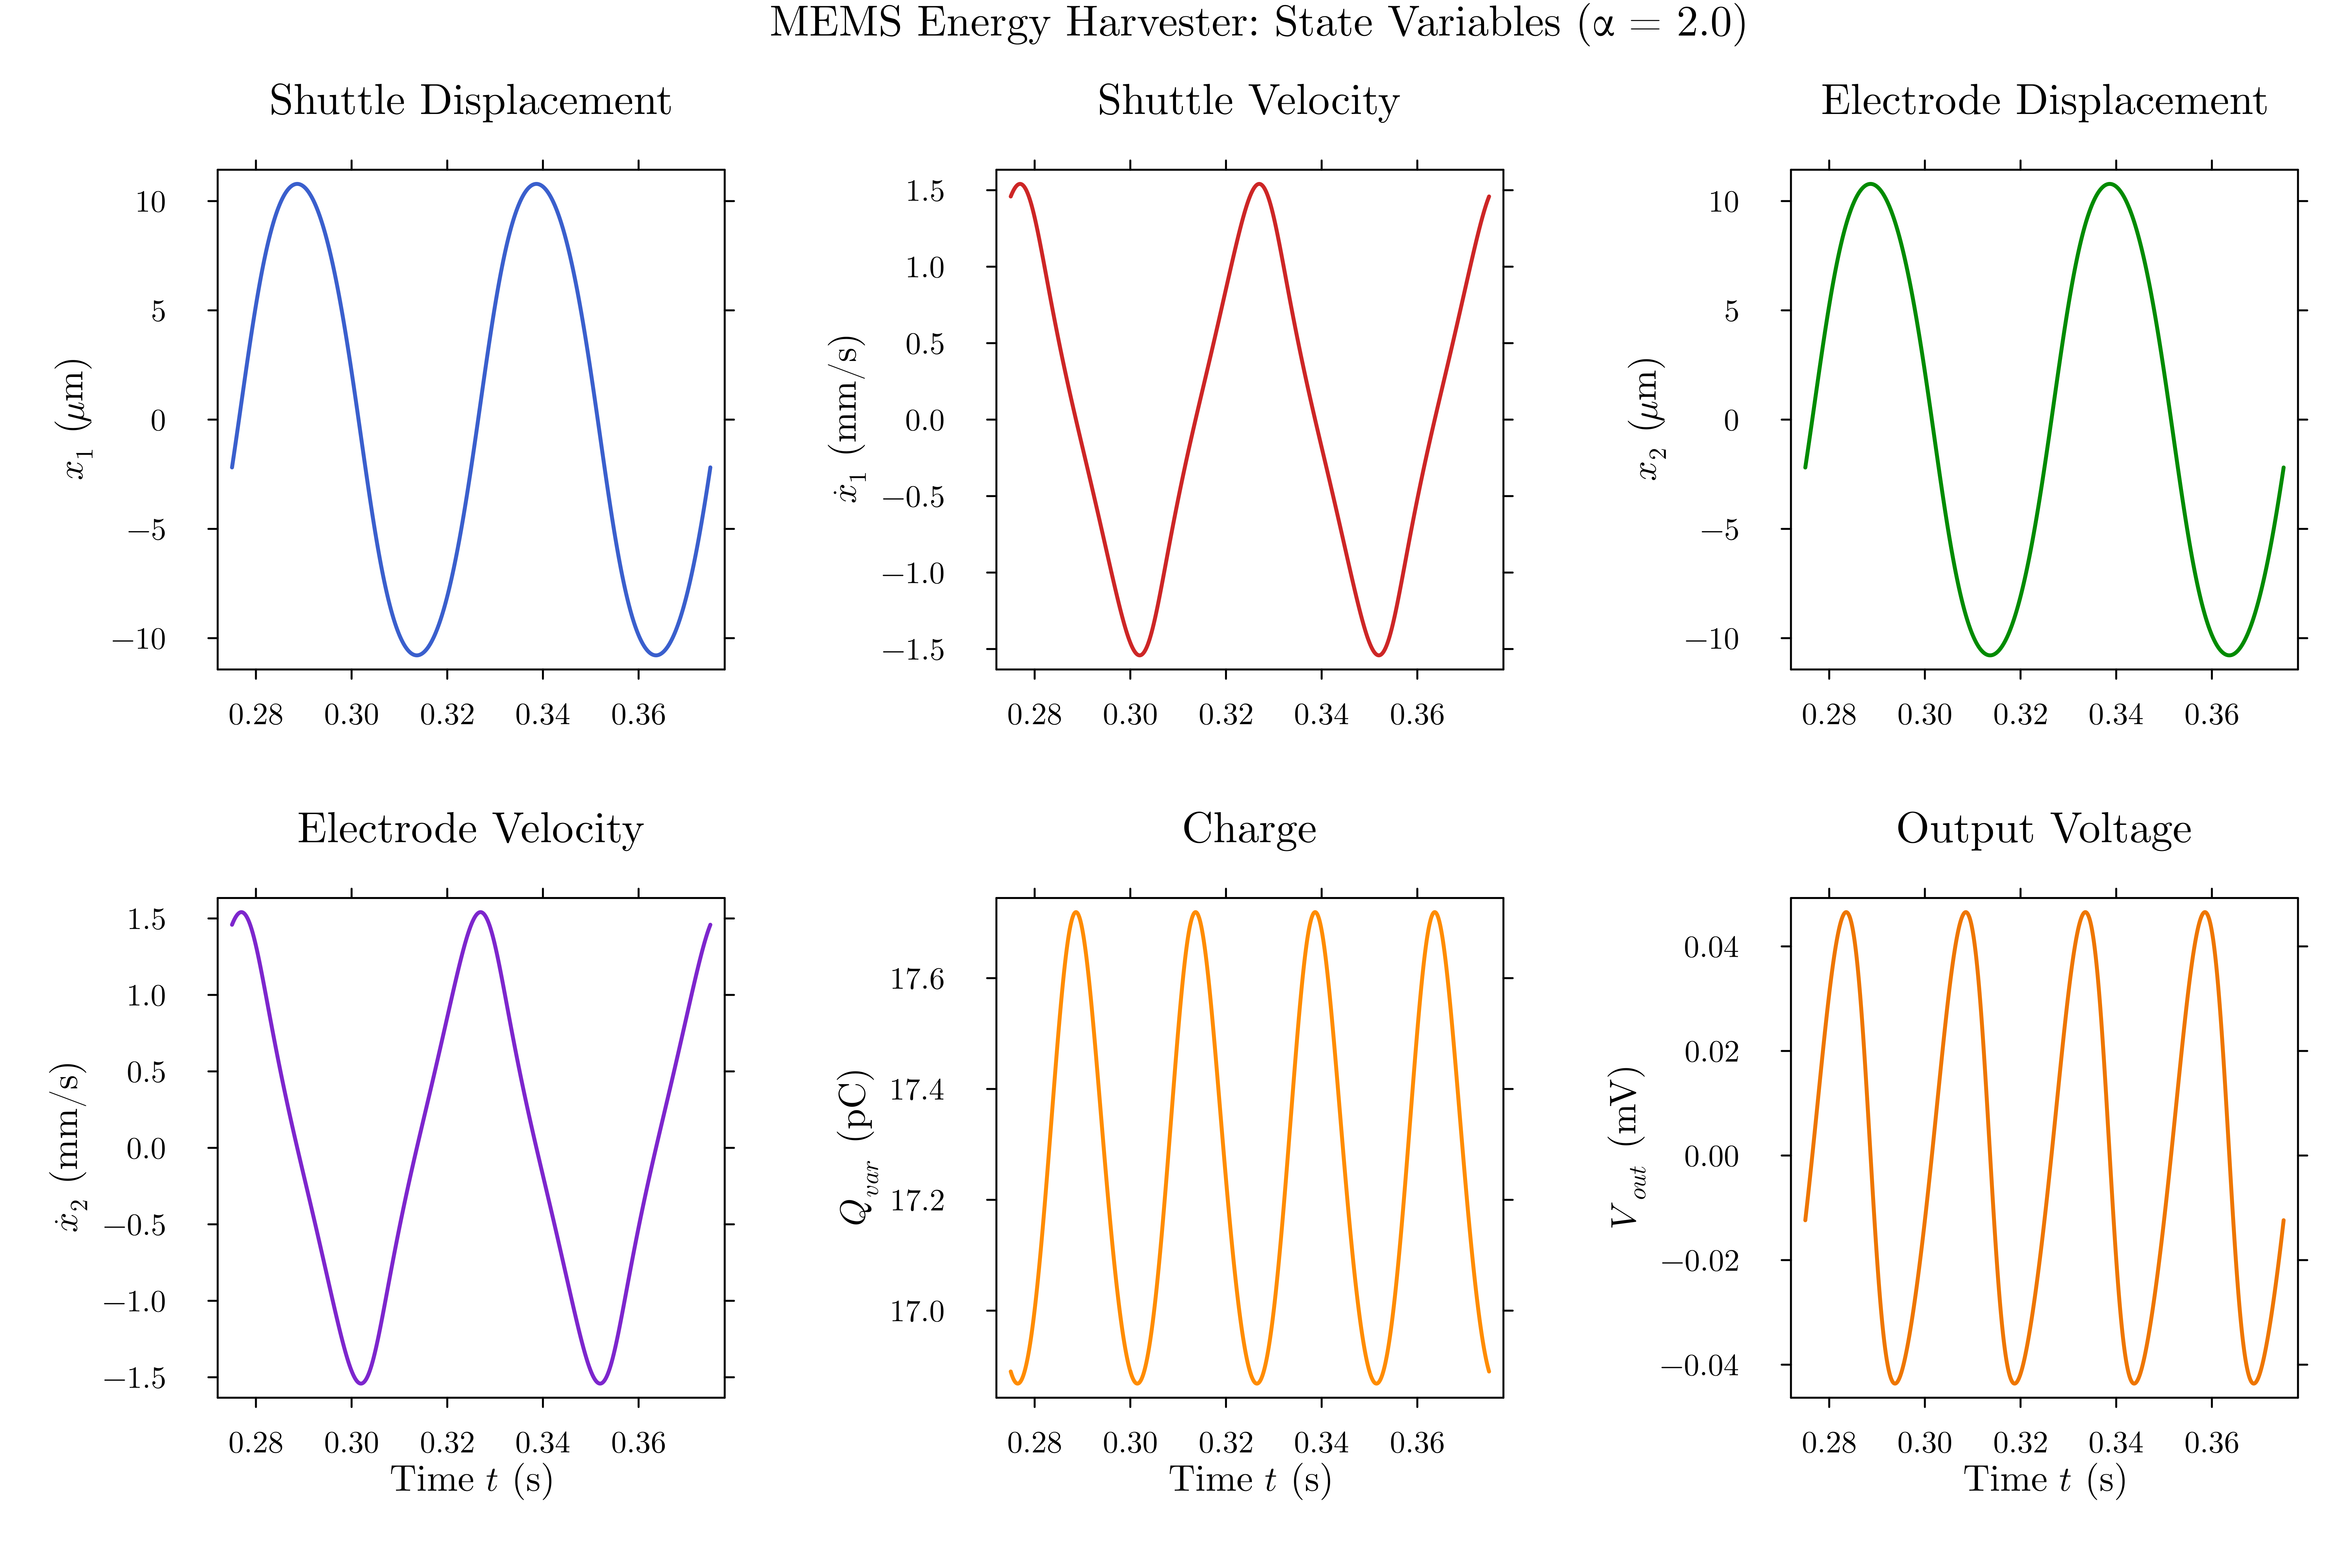 MEMS Energy Harvester: State Variables (α = 2.0)
Shuttle Displacement
x₁ (μm)
10
5
0
−5
−10
0.28 0.30 0.32 0.34 0.36
Shuttle Velocity
ẋ₁ (mm/s)
1.5
1.0
0.5
0.0
−0.5
−1.0
−1.5
0.28 0.30 0.32 0.34 0.36
Electrode Displacement
x₂ (μm)
10
5
0
−5
−10
0.28 0.30 0.32 0.34 0.36
Electrode Velocity
ẋ₂ (mm/s)
1.5
1.0
0.5
0.0
−0.5
−1.0
−1.5
0.28 0.30 0.32 0.34 0.36
Time t (s)
Charge
Q_var (pC)
17.6
17.4
17.2
17.0
0.28 0.30 0.32 0.34 0.36
Time t (s)
Output Voltage
V_out (mV)
0.04
0.02
0.00
−0.02
−0.04
0.28 0.30 0.32 0.34 0.36
Time t (s)